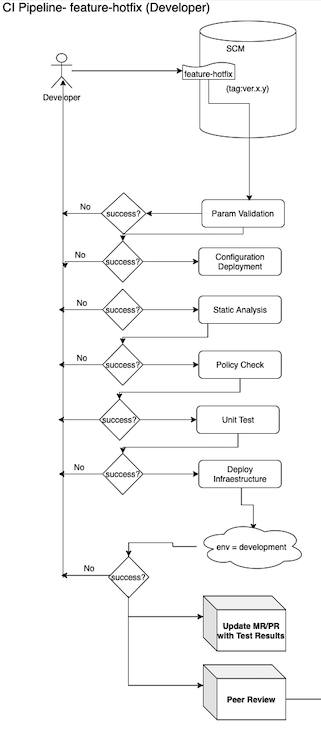 CI Pipeline- feature-hotfix (Developer)
SCM
feature-hotfix
(tag:ver.x.y)
Developer
No
success?
Param Validation
No
success?
Configuration
Deployment
No
success?
Static Analysis
No
success?
Policy Check
success?
Unit Test
No
success?
Deploy
Infraestructure
env = development
No
success?
Update MR/PR
with Test Results
Peer Review